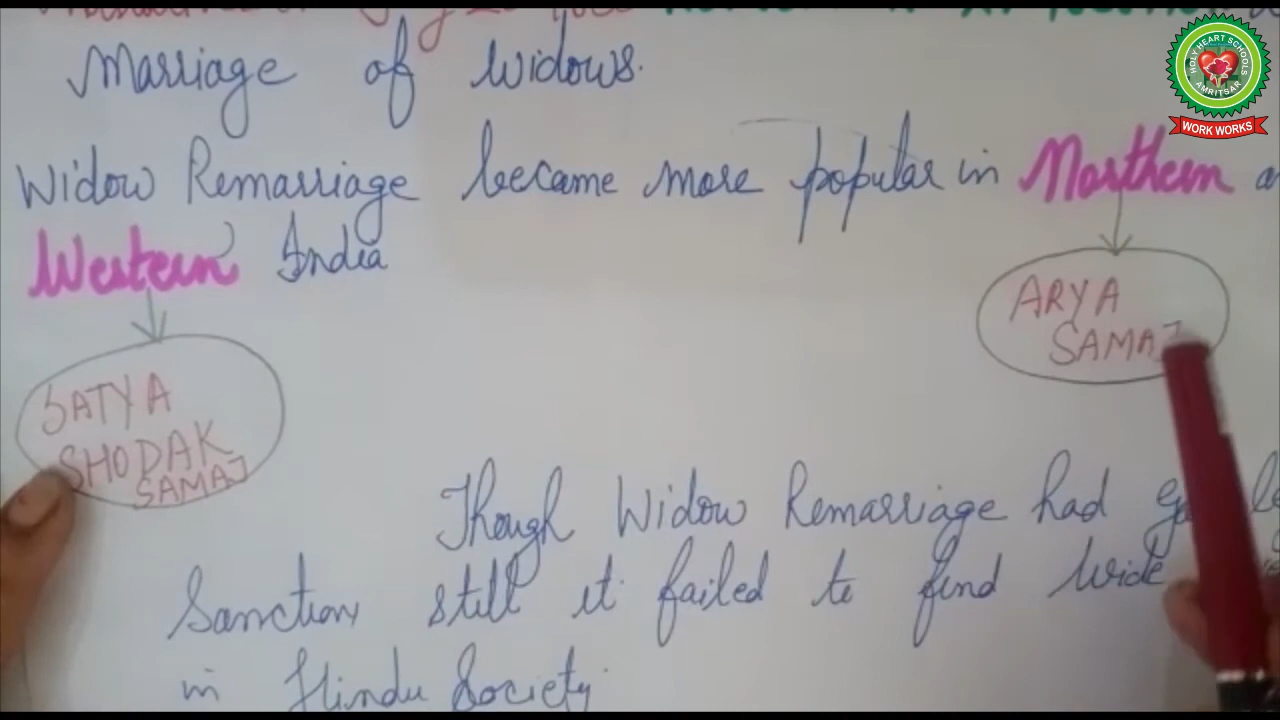 Marriage of Widows.
Widow Remarriage became more popular in Northern
Western India
ARYA
SAMAJ
SATYA
SHODAK
SAMAJ
Though Widow Remarriage had
Sanction still it failed to find wide
in Hindu Society
HOLY HEART SCHOOLS
AMRITSAR
WORK WORKS